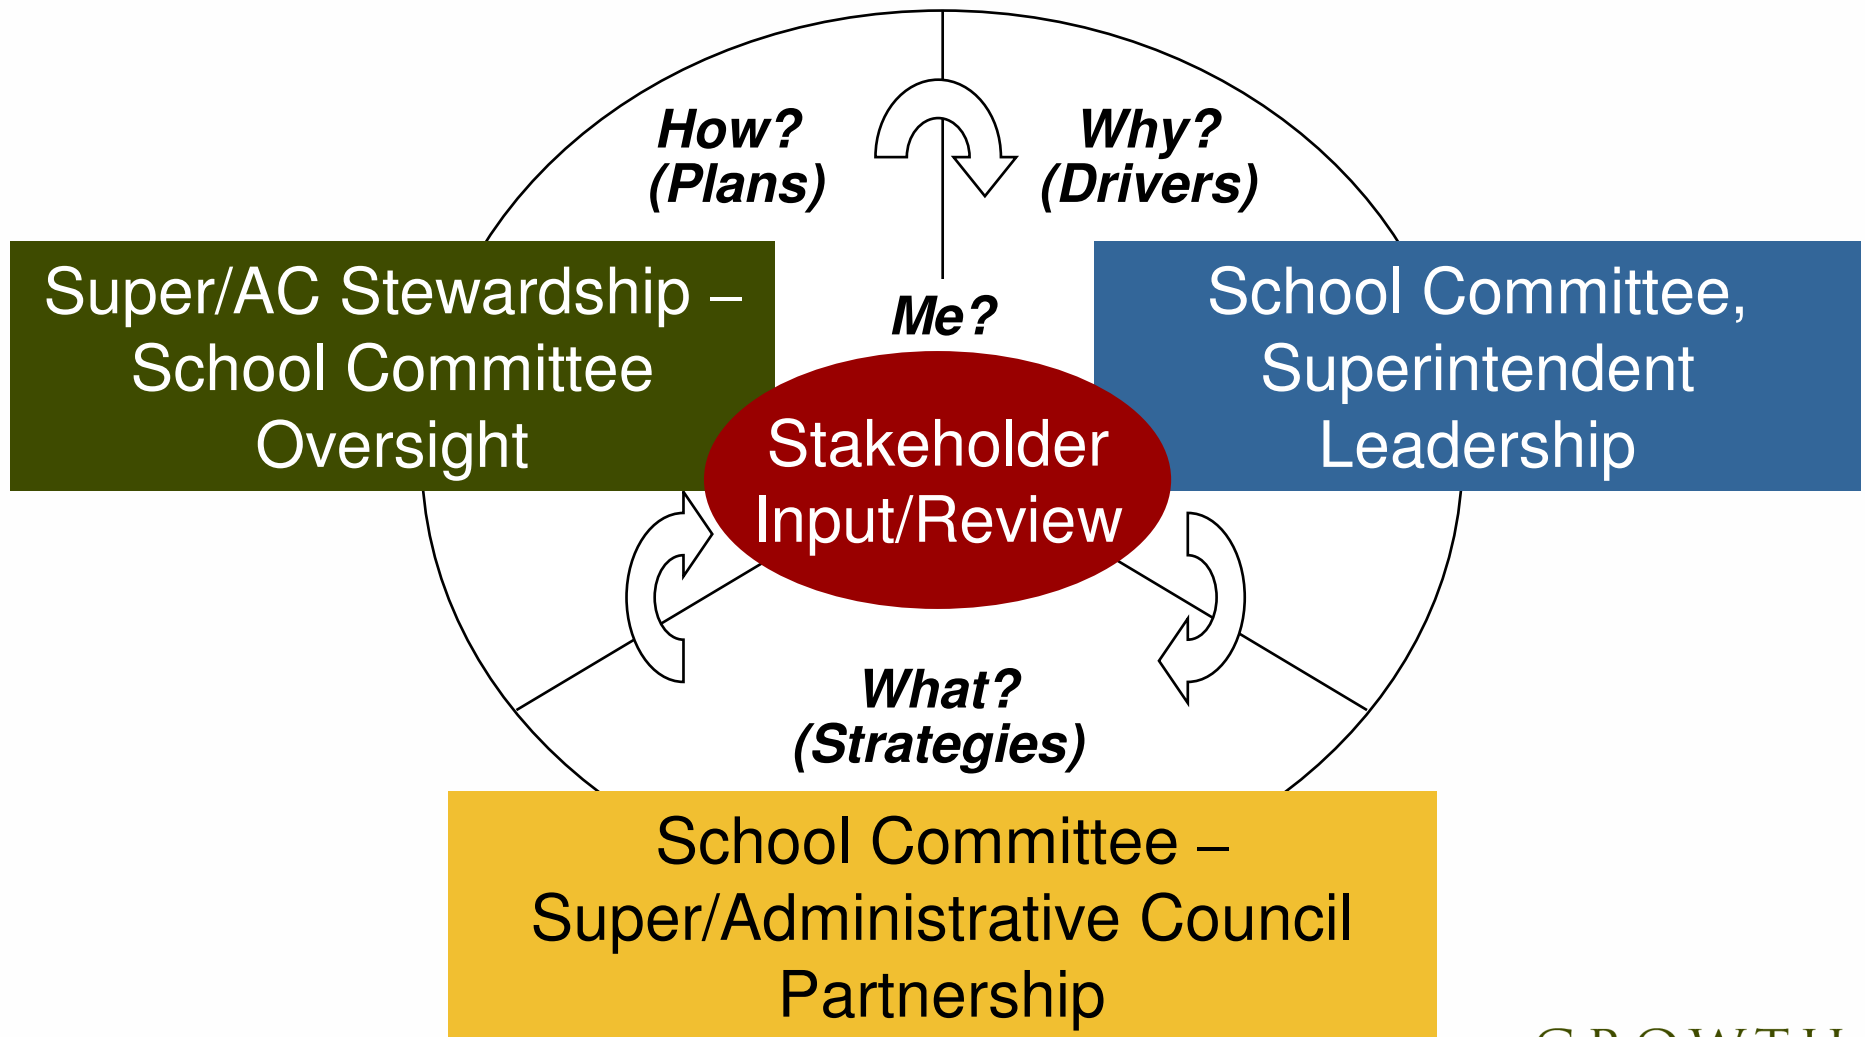 How?
(Plans)
Why?
(Drivers)
Super/AC Stewardship –
School Committee
Oversight
Me?
School Committee,
Superintendent
Leadership
Stakeholder
Input/Review
What?
(Strategies)
School Committee –
Super/Administrative Council
Partnership
GROWTH